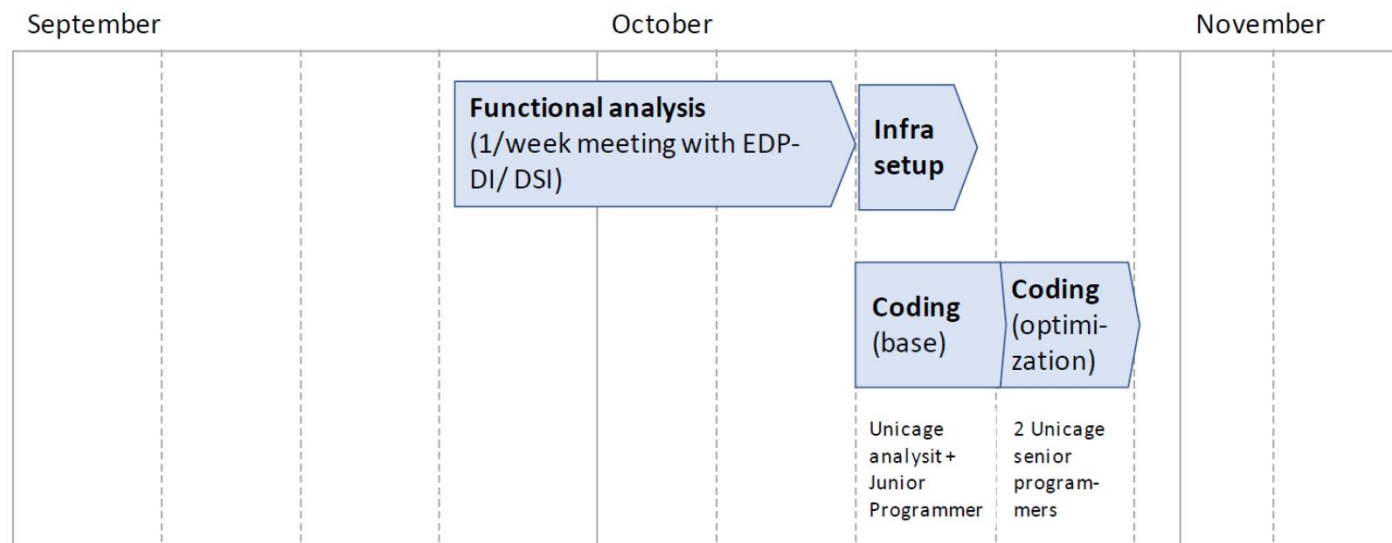 September October November
Functional analysis
(1/week meeting with EDP-
DI/ DSI)
Infra
setup
Coding
(base)
Coding
(optimi-
zation)
Unicage
analysit+
Junior
Programmer
2 Unicage
senior
program-
mers